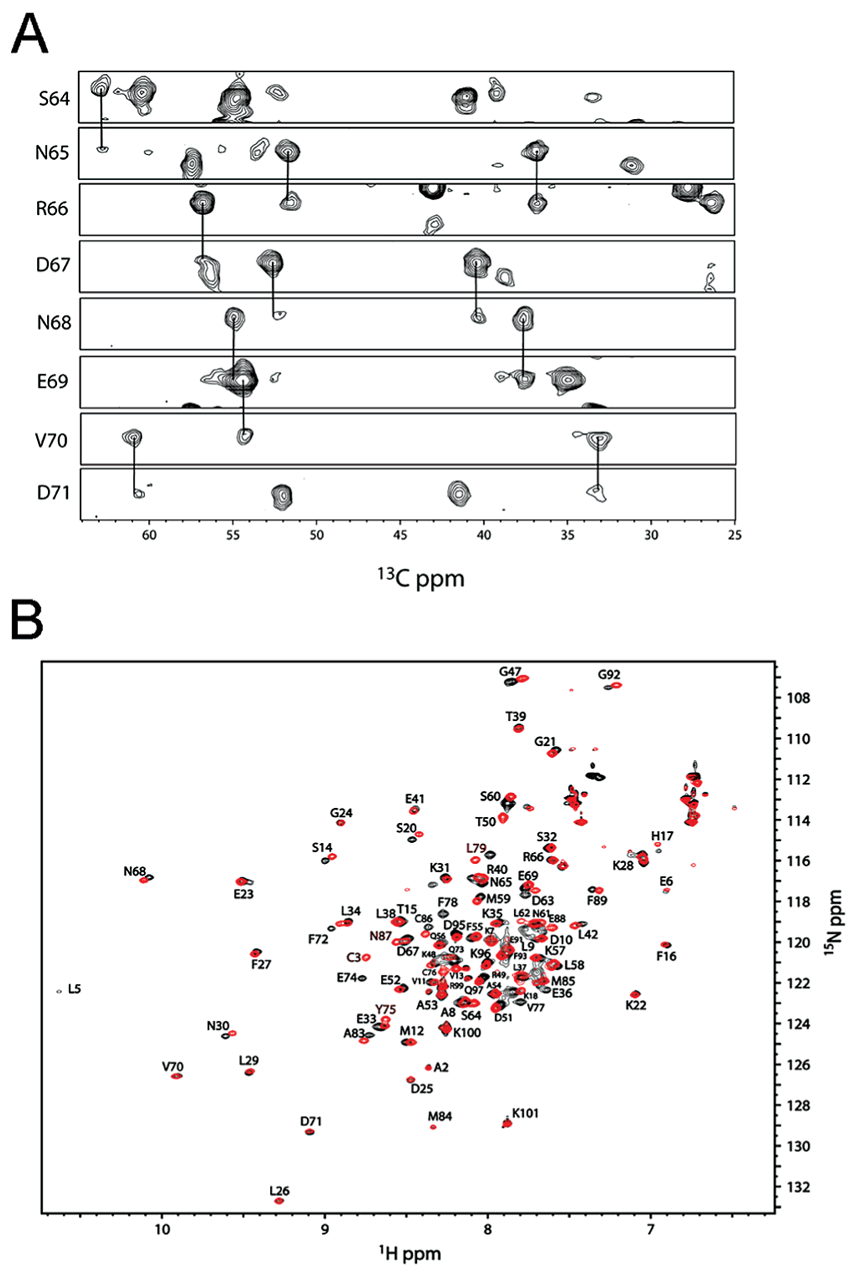 A
S64
N65
R66
D67
N68
E69
V70
D71
60 55 50 45 40 35 30 25
¹³C ppm
B
G47 G92
108
T39
110
G21
112
E41 S60
G24 T50 114
S20
S14 L79 S32 H17
R66 K28 116
N68 K31 R40
E23 N65 E69 E6
M59 D63 F89
118
L34 L38 T15 F78 K35 L62 N61 E88
C86 L42
F72 N87 D95 F55 K7 E91 L9 D10
D67 Q56 120
F27 C3 K48 Q73 K96 F93 K57 F16
C76 V13 L37 L58
E74 V11 R49 M85
L5 E52 R99 Q97 A54 K18 E36 K22
122
A53 S64 D51 V77
Y75 A8
N30 E33 K100 124
A83 M12
V70 L29 A2 126
D25
D71 M84 K101 128
130
L26
132
10 9 8 7
¹H ppm
¹⁵N ppm